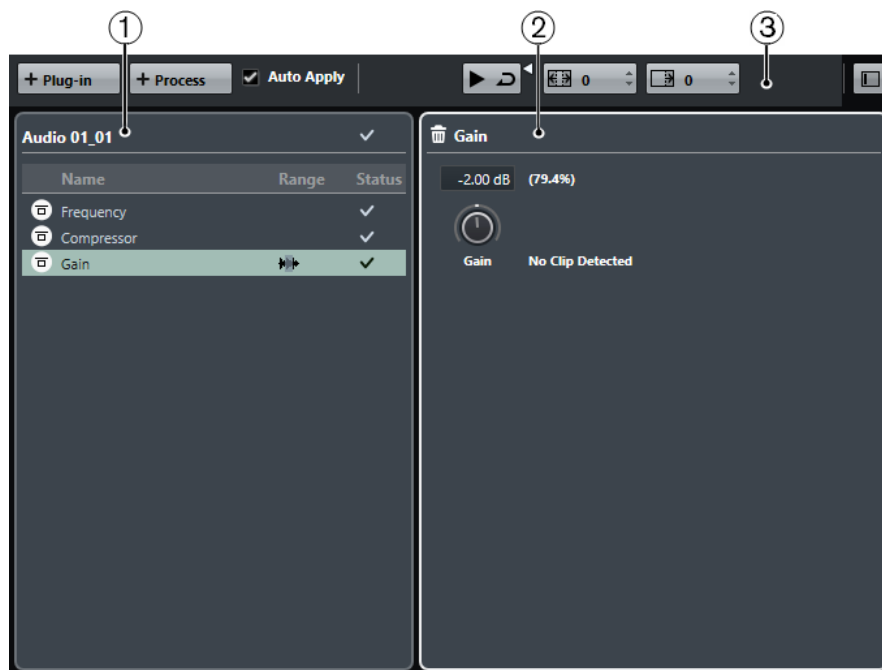 1 2 3
+ Plug-in + Process Auto Apply 0 0
Audio 01_01
Name Range Status
Frequency
Compressor
Gain
Gain
-2.00 dB (79.4%)
Gain No Clip Detected